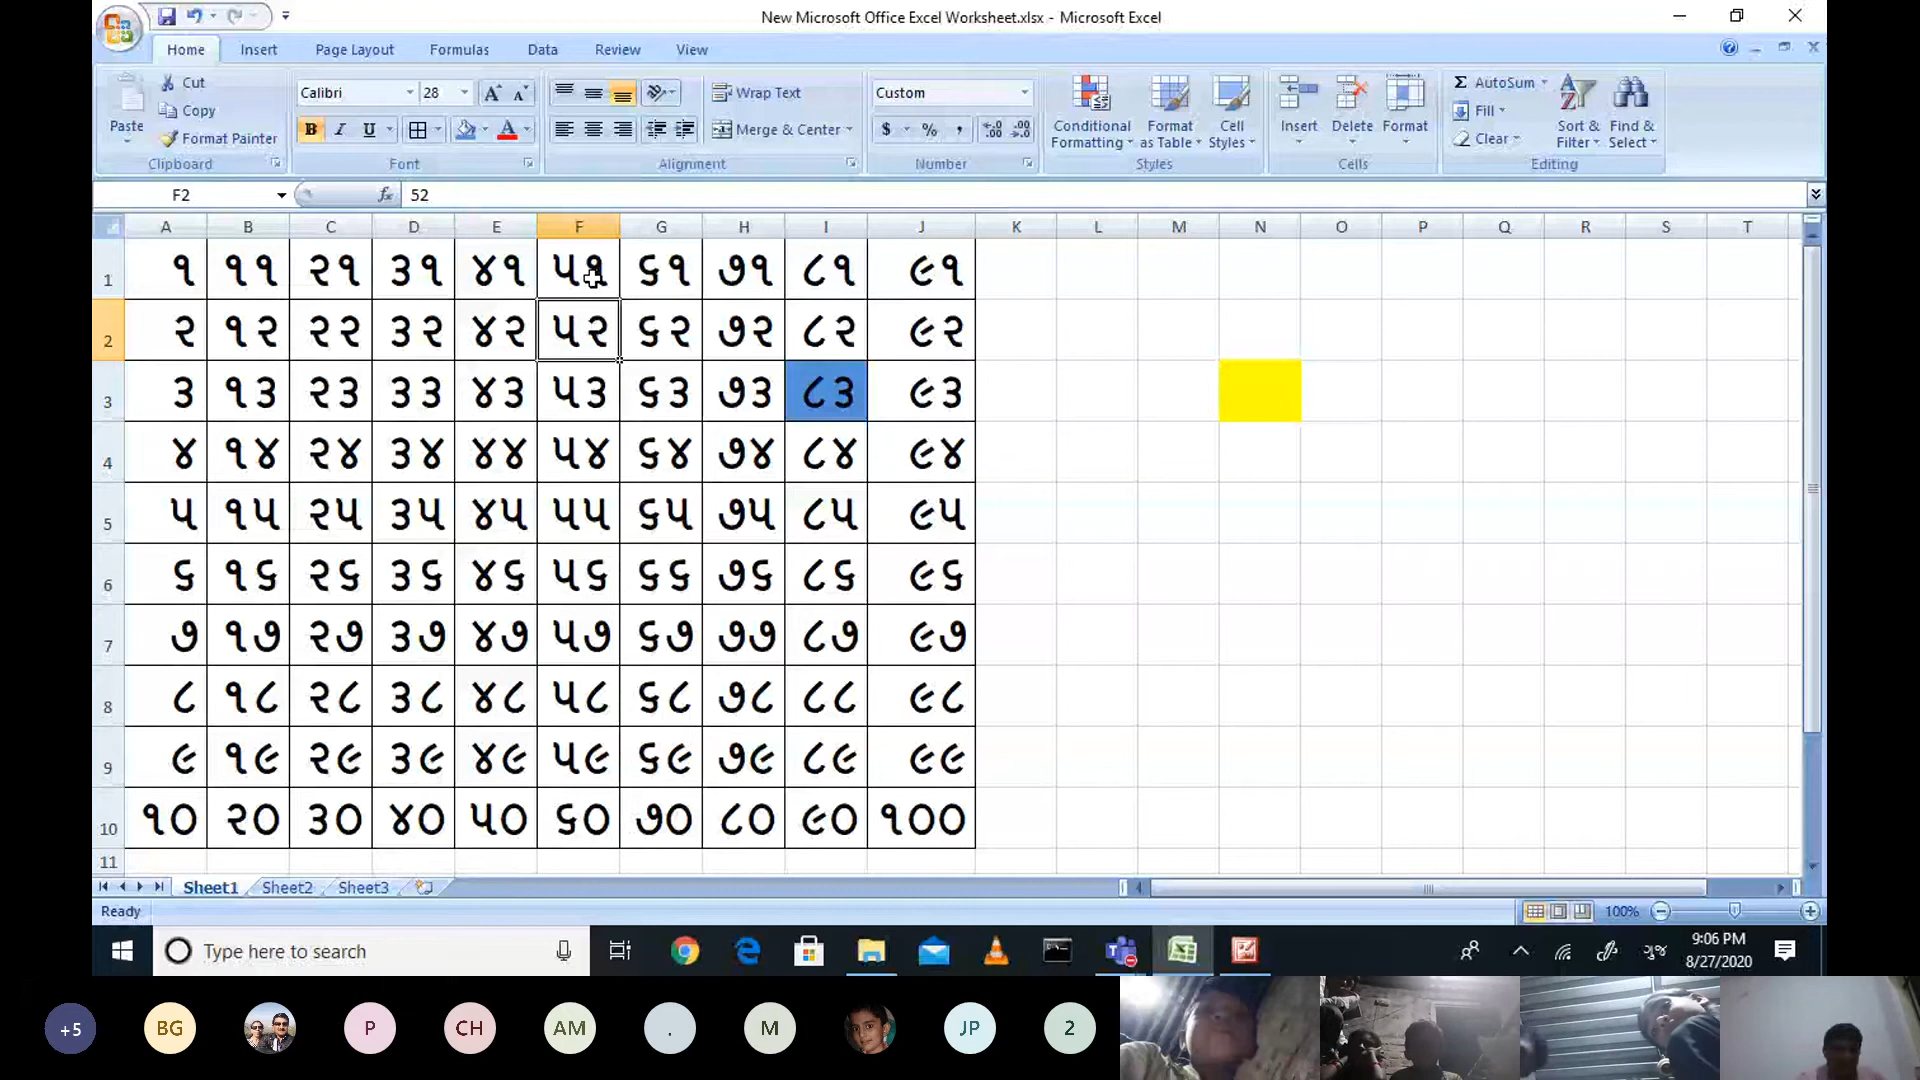 New Microsoft Office Excel Worksheet.xlsx - Microsoft Excel
Home Insert Page Layout Formulas Data Review View
Cut
Copy
Format Painter
Paste
Clipboard
Calibri 28
B I U
Font
Wrap Text
Merge & Center
Alignment
Custom
$ % ,
Number
Conditional Formatting
Format as Table
Cell Styles
Styles
Insert Delete Format
Cells
Σ AutoSum
Fill
Clear
Sort & Filter
Find & Select
Editing
F2 fx 52
A B C D E F G H I J K L M N O P Q R S T
1 ૧ ૧૧ ૨૧ ૩૧ ૪૧ ૫૧ ૬૧ ૭૧ ૮૧ ૯૧
2 ૨ ૧૨ ૨૨ ૩૨ ૪૨ ૫૨ ૬૨ ૭૨ ૮૨ ૯૨
3 ૩ ૧૩ ૨૩ ૩૩ ૪૩ ૫૩ ૬૩ ૭૩ ૮૩ ૯૩
4 ૪ ૧૪ ૨૪ ૩૪ ૪૪ ૫૪ ૬૪ ૭૪ ૮૪ ૯૪
5 ૫ ૧૫ ૨૫ ૩૫ ૪૫ ૫૫ ૬૫ ૭૫ ૮૫ ૯૫
6 ૬ ૧૬ ૨૬ ૩૬ ૪૬ ૫૬ ૬૬ ૭૬ ૮૬ ૯૬
7 ૭ ૧૭ ૨૭ ૩૭ ૪૭ ૫૭ ૬૭ ૭૭ ૮૭ ૯૭
8 ૮ ૧૮ ૨૮ ૩૮ ૪૮ ૫૮ ૬૮ ૭૮ ૮૮ ૯૮
9 ૯ ૧૯ ૨૯ ૩૯ ૪૯ ૫૯ ૬૯ ૭૯ ૮૯ ૯૯
10 ૧૦ ૨૦ ૩૦ ૪૦ ૫૦ ૬૦ ૭૦ ૮૦ ૯૦ ૧૦૦
11
Sheet1 Sheet2 Sheet3
Ready 100%
Type here to search ગુજ 9:06 PM
8/27/2020
+5 BG P CH AM . M JP 2